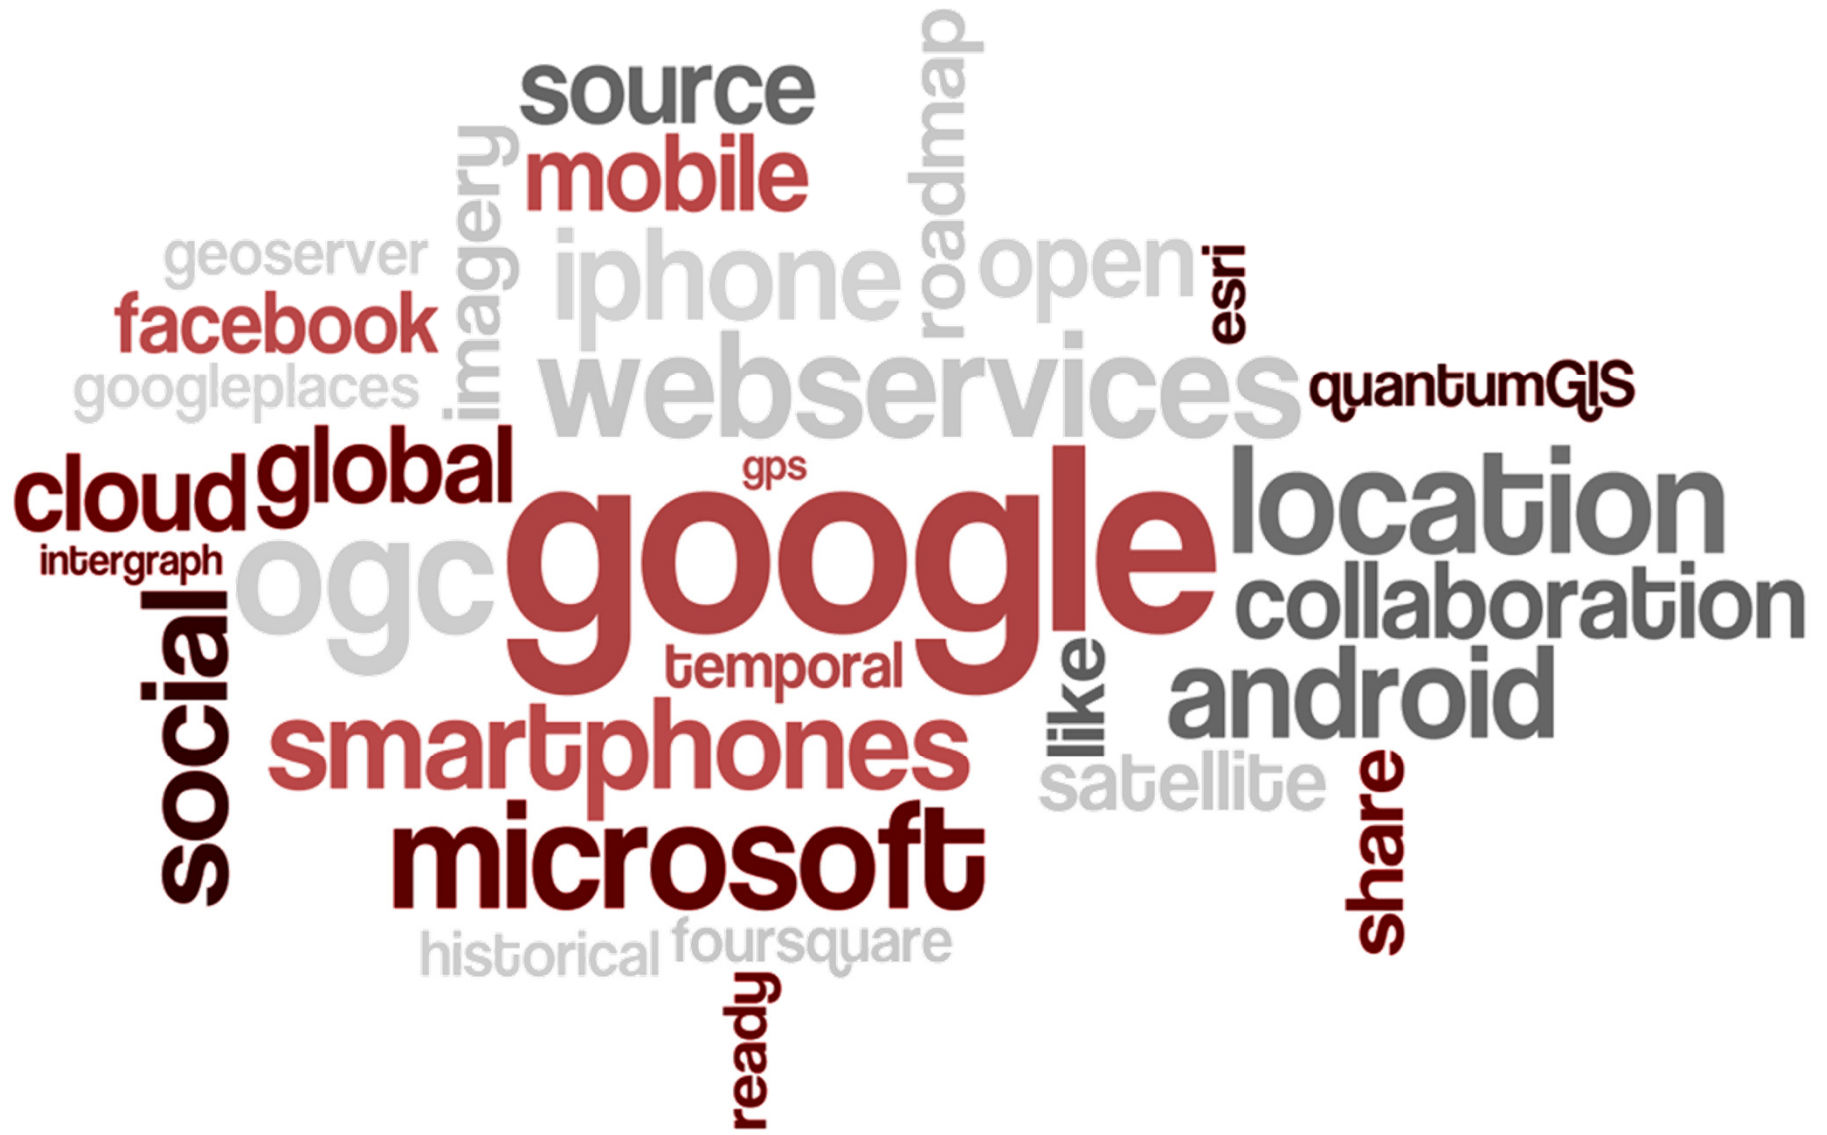 roadmap
source
mobile
imagery
geoserver
iphone
open
esri
facebook
googleplaces
webservices
quantumGIS
cloud
global
gps
google
location
intergraph
ogc
collaboration
social
temporal
like
android
smartphones
satellite
share
microsoft
historical
foursquare
ready